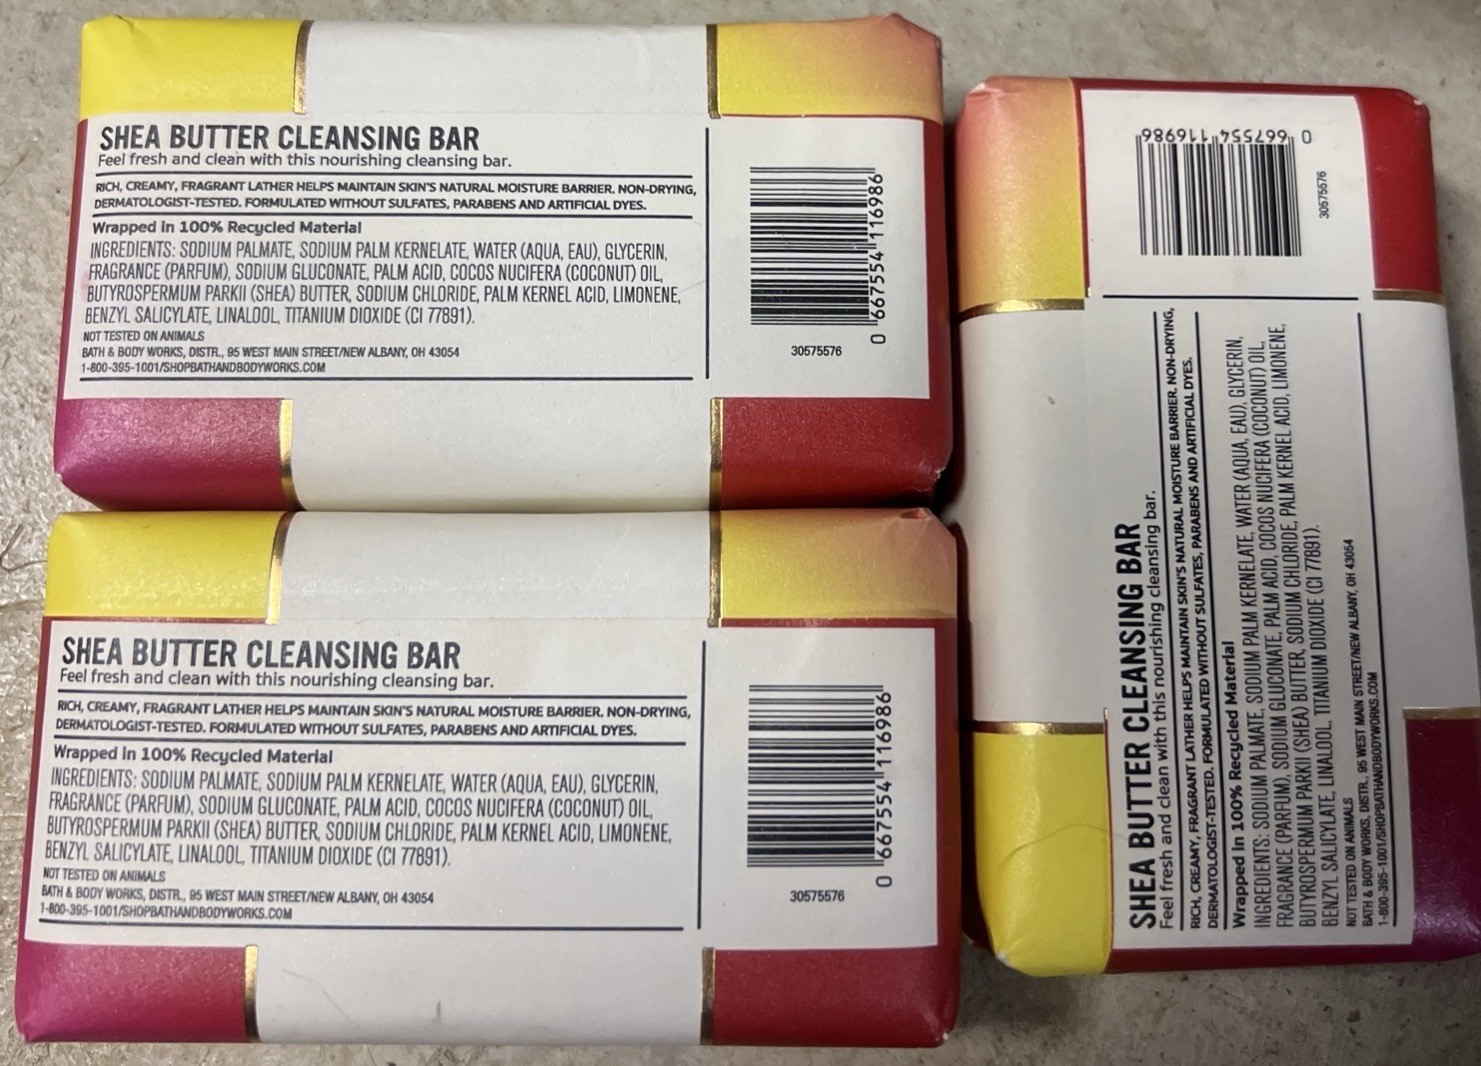 SHEA BUTTER CLEANSING BAR
Feel fresh and clean with this nourishing cleansing bar.
RICH, CREAMY, FRAGRANT LATHER HELPS MAINTAIN SKIN'S NATURAL MOISTURE BARRIER. NON-DRYING,
DERMATOLOGIST-TESTED. FORMULATED WITHOUT SULFATES, PARABENS AND ARTIFICIAL DYES.
Wrapped in 100% Recycled Material
INGREDIENTS: SODIUM PALMATE, SODIUM PALM KERNELATE, WATER (AQUA, EAU), GLYCERIN,
FRAGRANCE (PARFUM), SODIUM GLUCONATE, PALM ACID, COCOS NUCIFERA (COCONUT) OIL,
BUTYROSPERMUM PARKII (SHEA) BUTTER, SODIUM CHLORIDE, PALM KERNEL ACID, LIMONENE,
BENZYL SALICYLATE, LINALOOL, TITANIUM DIOXIDE (CI 77891).
NOT TESTED ON ANIMALS
BATH & BODY WORKS, DISTR., 95 WEST MAIN STREET/NEW ALBANY, OH 43054
1-800-395-1001/SHOPBATHANDBODYWORKS.COM
0 667554 116986
30575576
SHEA BUTTER CLEANSING BAR
Feel fresh and clean with this nourishing cleansing bar.
RICH, CREAMY, FRAGRANT LATHER HELPS MAINTAIN SKIN'S NATURAL MOISTURE BARRIER. NON-DRYING,
DERMATOLOGIST-TESTED. FORMULATED WITHOUT SULFATES, PARABENS AND ARTIFICIAL DYES.
Wrapped in 100% Recycled Material
INGREDIENTS: SODIUM PALMATE, SODIUM PALM KERNELATE, WATER (AQUA, EAU), GLYCERIN,
FRAGRANCE (PARFUM), SODIUM GLUCONATE, PALM ACID, COCOS NUCIFERA (COCONUT) OIL,
BUTYROSPERMUM PARKII (SHEA) BUTTER, SODIUM CHLORIDE, PALM KERNEL ACID, LIMONENE,
BENZYL SALICYLATE, LINALOOL, TITANIUM DIOXIDE (CI 77891).
NOT TESTED ON ANIMALS
BATH & BODY WORKS, DISTR., 95 WEST MAIN STREET/NEW ALBANY, OH 43054
1-800-395-1001/SHOPBATHANDBODYWORKS.COM
0 667554 116986
30575576
SHEA BUTTER CLEANSING BAR
Feel fresh and clean with this nourishing cleansing bar.
RICH, CREAMY, FRAGRANT LATHER HELPS MAINTAIN SKIN'S NATURAL MOISTURE BARRIER. NON-DRYING,
DERMATOLOGIST-TESTED. FORMULATED WITHOUT SULFATES, PARABENS AND ARTIFICIAL DYES.
Wrapped in 100% Recycled Material
INGREDIENTS: SODIUM PALMATE, SODIUM PALM KERNELATE, WATER (AQUA, EAU), GLYCERIN,
FRAGRANCE (PARFUM), SODIUM GLUCONATE, PALM ACID, COCOS NUCIFERA (COCONUT) OIL,
BUTYROSPERMUM PARKII (SHEA) BUTTER, SODIUM CHLORIDE, PALM KERNEL ACID, LIMONENE,
BENZYL SALICYLATE, LINALOOL, TITANIUM DIOXIDE (CI 77891).
NOT TESTED ON ANIMALS
BATH & BODY WORKS, DISTR., 95 WEST MAIN STREET/NEW ALBANY, OH 43054
1-800-395-1001/SHOPBATHANDBODYWORKS.COM
0 667554 116986
30575576